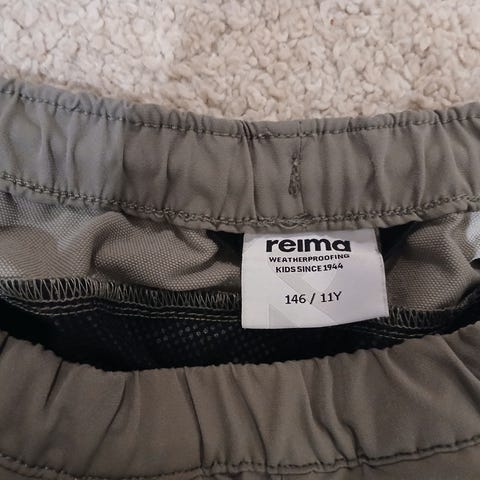 reima
WEATHERPROOFING
KIDS SINCE 1944
146 / 11Y